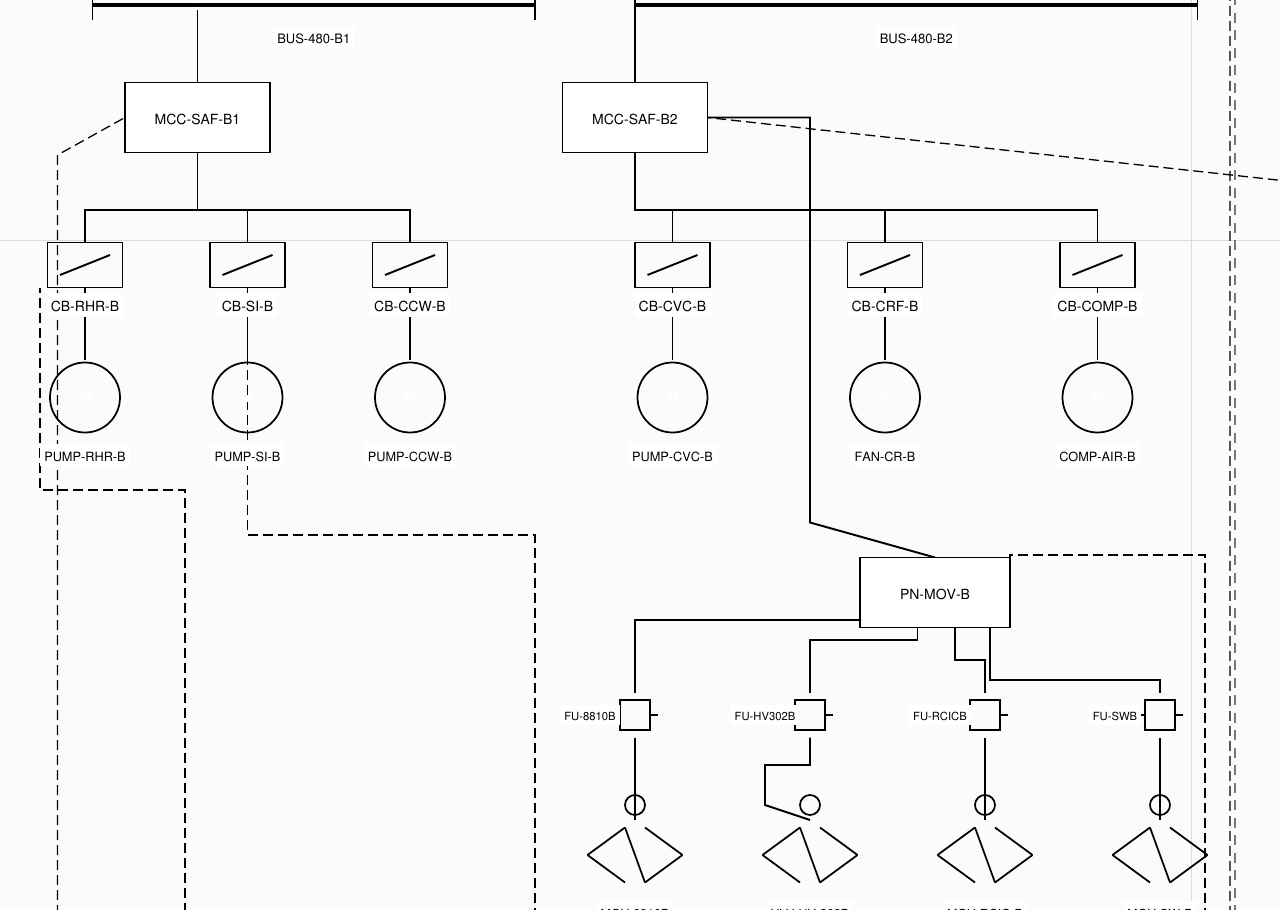 BUS-480-B1
BUS-480-B2
MCC-SAF-B1
MCC-SAF-B2
CB-RHR-B
CB-SI-B
CB-CCW-B
CB-CVC-B
CB-CRF-B
CB-COMP-B
PUMP-RHR-B
PUMP-SI-B
PUMP-CCW-B
PUMP-CVC-B
FAN-CR-B
COMP-AIR-B
PN-MOV-B
FU-8810B
FU-HV302B
FU-RCICB
FU-SWB